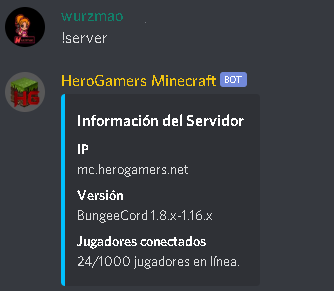 wurzmao
!server
HeroGamers Minecraft BOT
Información del Servidor
IP
mc.herogamers.net
Versión
BungeeCord 1.8.x-1.16.x
Jugadores conectados
24/1000 jugadores en línea.